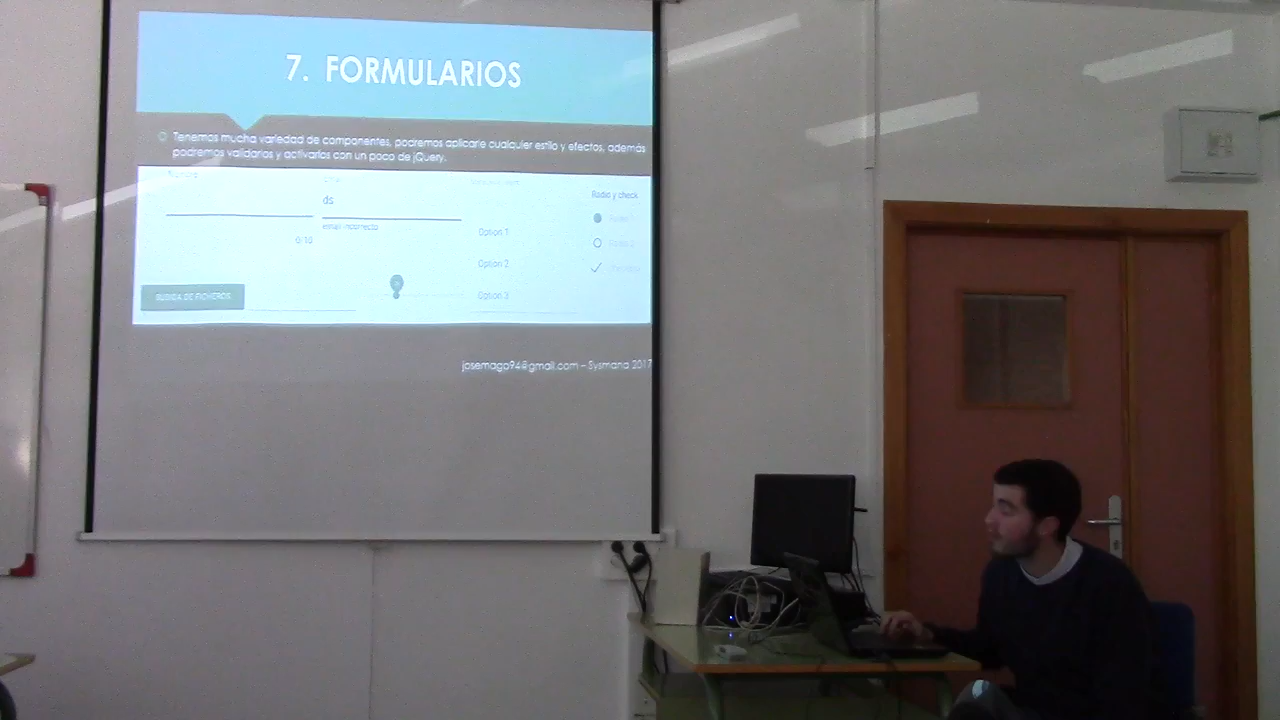 7. FORMULARIOS
Tenemos mucha variedad de componentes, podremos aplicarle cualquier estilo y efectos, además
podremos validarlos y activarlos con un poco de jQuery.
Radio y check
ds
email incorrecto
0/10
Option 1
Option 2
Option 3
SUBIDA DE FICHEROS
josemago94@gmail.com – Sysmana 2017